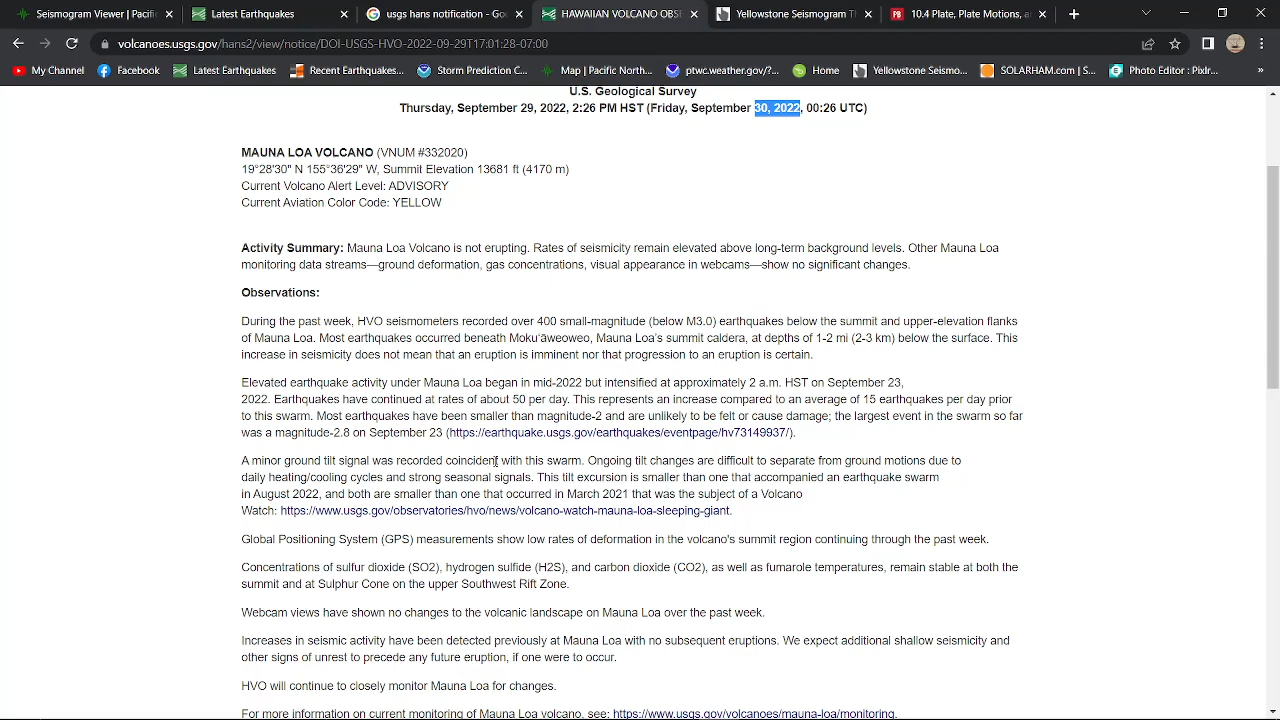 Seismogram Viewer | Pacific
Latest Earthquakes
usgs hans notification - Goo
HAWAIIAN VOLCANO OBSE
Yellowstone Seismogram Th
10.4 Plate, Plate Motions, an
volcanoes.usgs.gov/hans2/view/notice/DOI-USGS-HVO-2022-09-29T17:01:28-07:00
My Channel
Facebook
Latest Earthquakes
Recent Earthquakes...
Storm Prediction C...
Map | Pacific North...
ptwc.weather.gov/?...
Home
Yellowstone Seismo...
SOLARHAM.com | S...
Photo Editor : Pixlr...
»
U.S. Geological Survey
Thursday, September 29, 2022, 2:26 PM HST (Friday, September 30, 2022, 00:26 UTC)
MAUNA LOA VOLCANO (VNUM #332020)
19°28'30" N 155°36'29" W, Summit Elevation 13681 ft (4170 m)
Current Volcano Alert Level: ADVISORY
Current Aviation Color Code: YELLOW
Activity Summary: Mauna Loa Volcano is not erupting. Rates of seismicity remain elevated above long-term background levels. Other Mauna Loa
monitoring data streams—ground deformation, gas concentrations, visual appearance in webcams—show no significant changes.
Observations:
During the past week, HVO seismometers recorded over 400 small-magnitude (below M3.0) earthquakes below the summit and upper-elevation flanks
of Mauna Loa. Most earthquakes occurred beneath Mokuʻāweoweo, Mauna Loa's summit caldera, at depths of 1-2 mi (2-3 km) below the surface. This
increase in seismicity does not mean that an eruption is imminent nor that progression to an eruption is certain.
Elevated earthquake activity under Mauna Loa began in mid-2022 but intensified at approximately 2 a.m. HST on September 23,
2022. Earthquakes have continued at rates of about 50 per day. This represents an increase compared to an average of 15 earthquakes per day prior
to this swarm. Most earthquakes have been smaller than magnitude-2 and are unlikely to be felt or cause damage; the largest event in the swarm so far
was a magnitude-2.8 on September 23 (https://earthquake.usgs.gov/earthquakes/eventpage/hv73149937/).
A minor ground tilt signal was recorded coincident with this swarm. Ongoing tilt changes are difficult to separate from ground motions due to
daily heating/cooling cycles and strong seasonal signals. This tilt excursion is smaller than one that accompanied an earthquake swarm
in August 2022, and both are smaller than one that occurred in March 2021 that was the subject of a Volcano
Watch: https://www.usgs.gov/observatories/hvo/news/volcano-watch-mauna-loa-sleeping-giant.
Global Positioning System (GPS) measurements show low rates of deformation in the volcano's summit region continuing through the past week.
Concentrations of sulfur dioxide (SO2), hydrogen sulfide (H2S), and carbon dioxide (CO2), as well as fumarole temperatures, remain stable at both the
summit and at Sulphur Cone on the upper Southwest Rift Zone.
Webcam views have shown no changes to the volcanic landscape on Mauna Loa over the past week.
Increases in seismic activity have been detected previously at Mauna Loa with no subsequent eruptions. We expect additional shallow seismicity and
other signs of unrest to precede any future eruption, if one were to occur.
HVO will continue to closely monitor Mauna Loa for changes.
For more information on current monitoring of Mauna Loa volcano, see: https://www.usgs.gov/volcanoes/mauna-loa/monitoring.